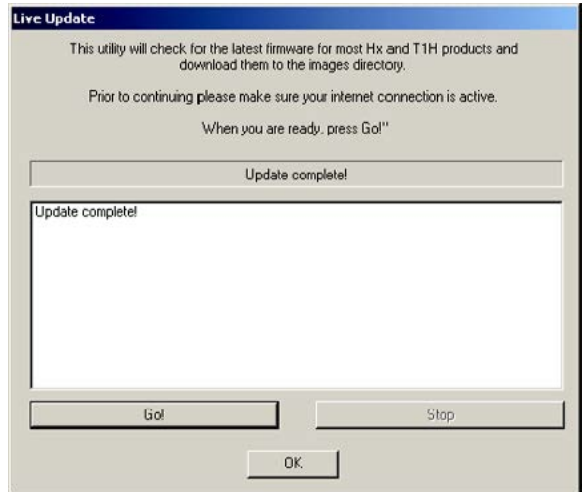 Live Update
This utility will check for the latest firmware for most Hx and T1H products and
download them to the images directory.
Prior to continuing please make sure your internet connection is active.
When you are ready, press Go!"
Update complete!
Update complete!
Go!
Stop
OK